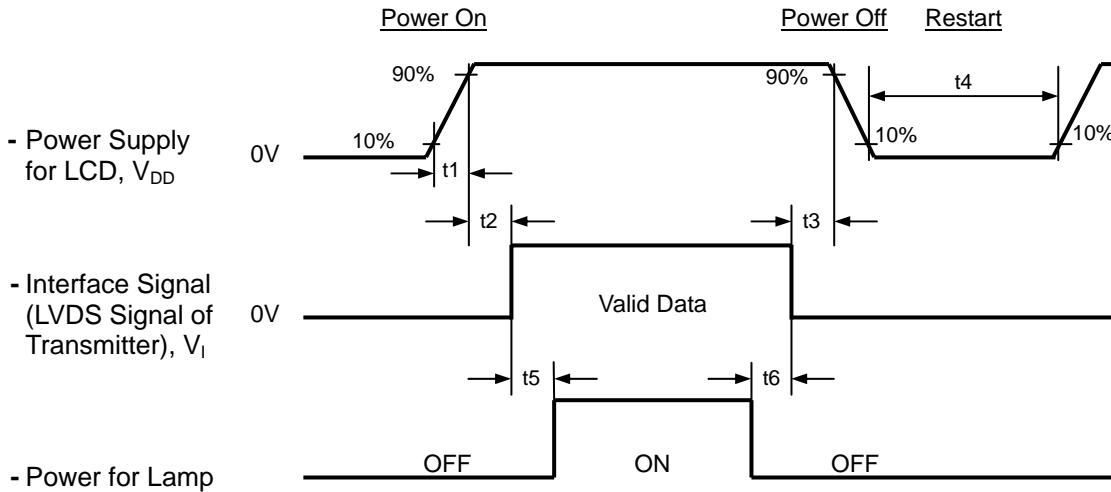 Power On Power Off Restart
90% 90% t4
10% 10% 10%
- Power Supply
for LCD, VDD
0V
t1
t2 t3
- Interface Signal
(LVDS Signal of
Transmitter), VI
0V
Valid Data
t5 t6
OFF ON OFF
- Power for Lamp